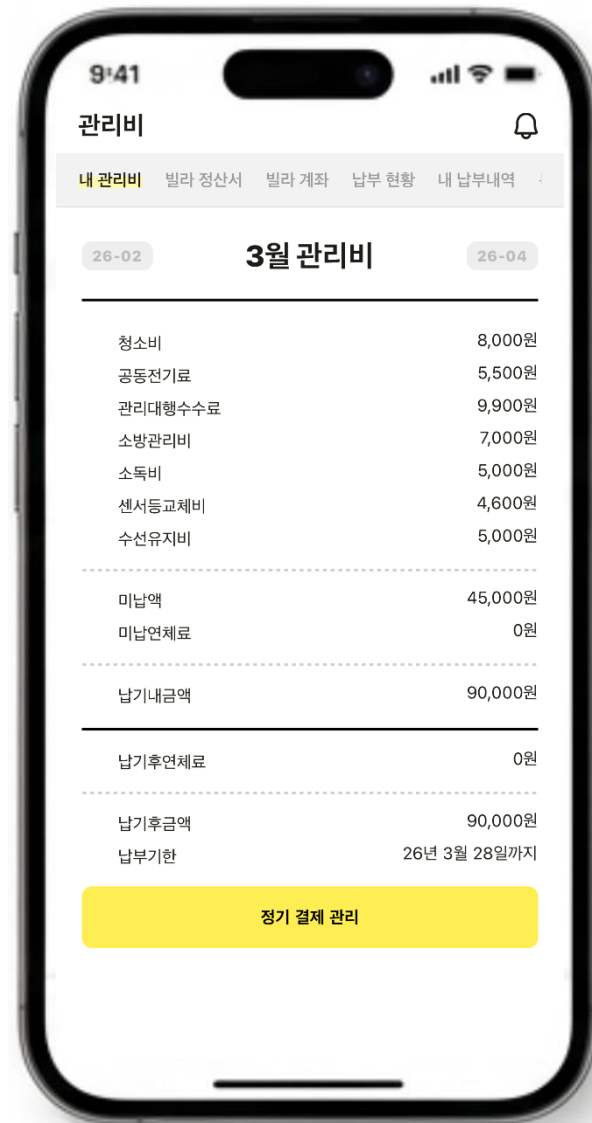 9:41
관리비
내 관리비 빌라 정산서 빌라 계좌 납부 현황 내 납부내역
26-02 3월 관리비 26-04
청소비 8,000원
공동전기료 5,500원
관리대행수수료 9,900원
소방관리비 7,000원
소독비 5,000원
센서등교체비 4,600원
수선유지비 5,000원
미납액 45,000원
미납연체료 0원
납기내금액 90,000원
납기후연체료 0원
납기후금액 90,000원
납부기한 26년 3월 28일까지
정기 결제 관리